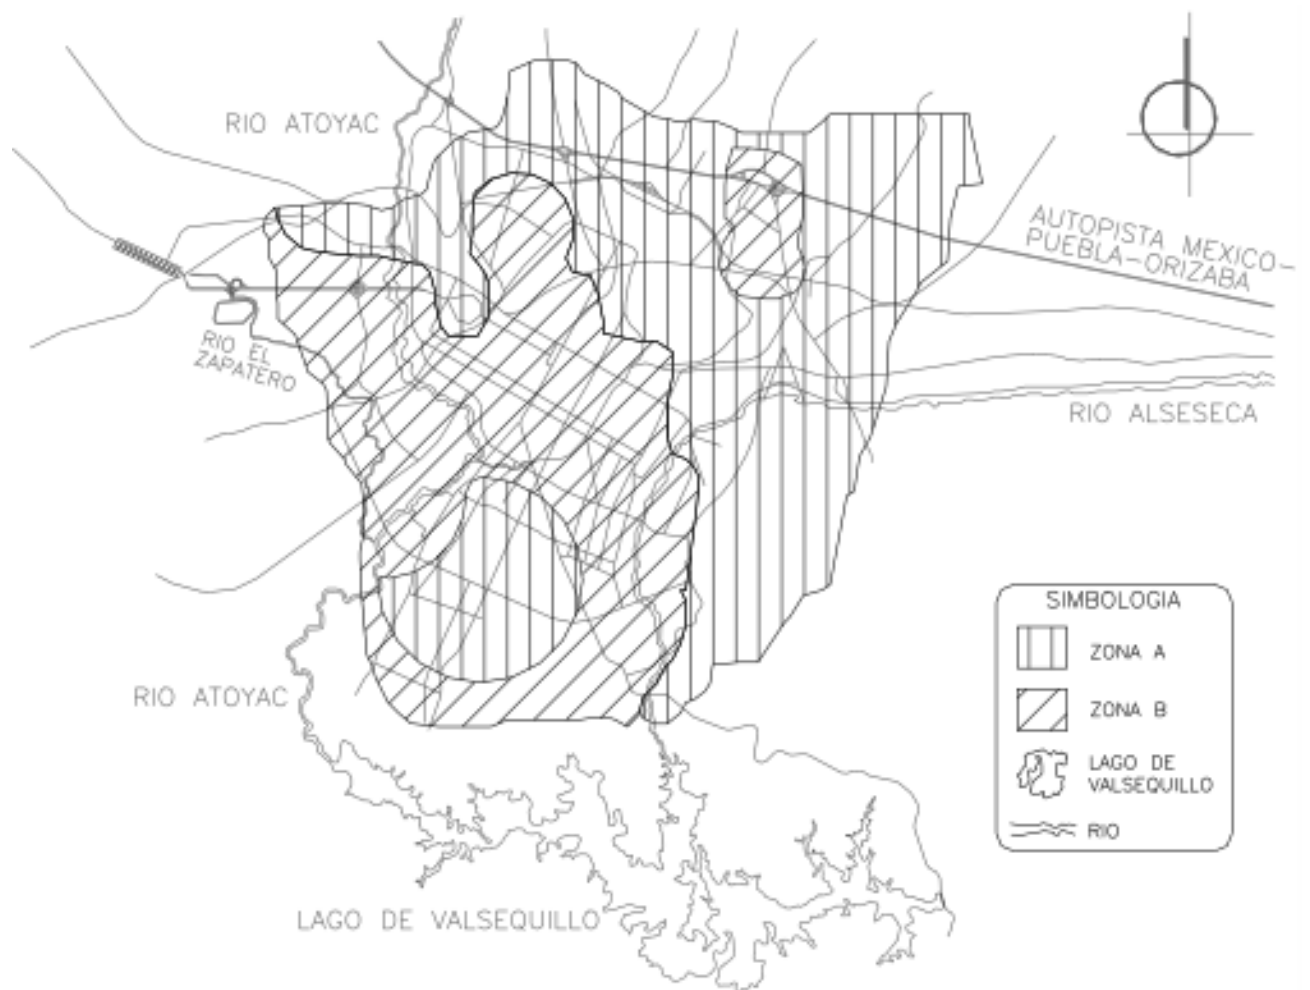 RIO ATOYAC
AUTOPISTA MEXICO-
PUEBLA-ORIZABA
RIO EL
ZAPATERO
RIO ALSESECA
SIMBOLOGIA
ZONA A
RIO ATOYAC
ZONA B
LAGO DE
VALSEQUILLO
RIO
LAGO DE VALSEQUILLO